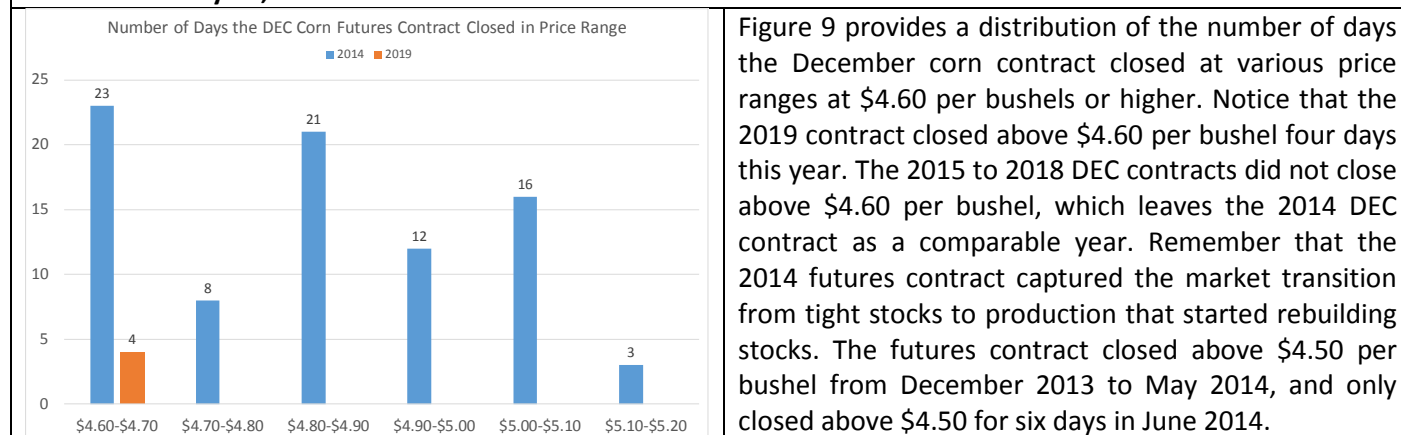 Number of Days the DEC Corn Futures Contract Closed in Price Range
2014 2019
25
20
15
10
5
0
23
4
8
21
12
16
3
$4.60-$4.70 $4.70-$4.80 $4.80-$4.90 $4.90-$5.00 $5.00-$5.10 $5.10-$5.20
Figure 9 provides a distribution of the number of days
the December corn contract closed at various price
ranges at $4.60 per bushels or higher. Notice that the
2019 contract closed above $4.60 per bushel four days
this year. The 2015 to 2018 DEC contracts did not close
above $4.60 per bushel, which leaves the 2014 DEC
contract as a comparable year. Remember that the
2014 futures contract captured the market transition
from tight stocks to production that started rebuilding
stocks. The futures contract closed above $4.50 per
bushel from December 2013 to May 2014, and only
closed above $4.50 for six days in June 2014.